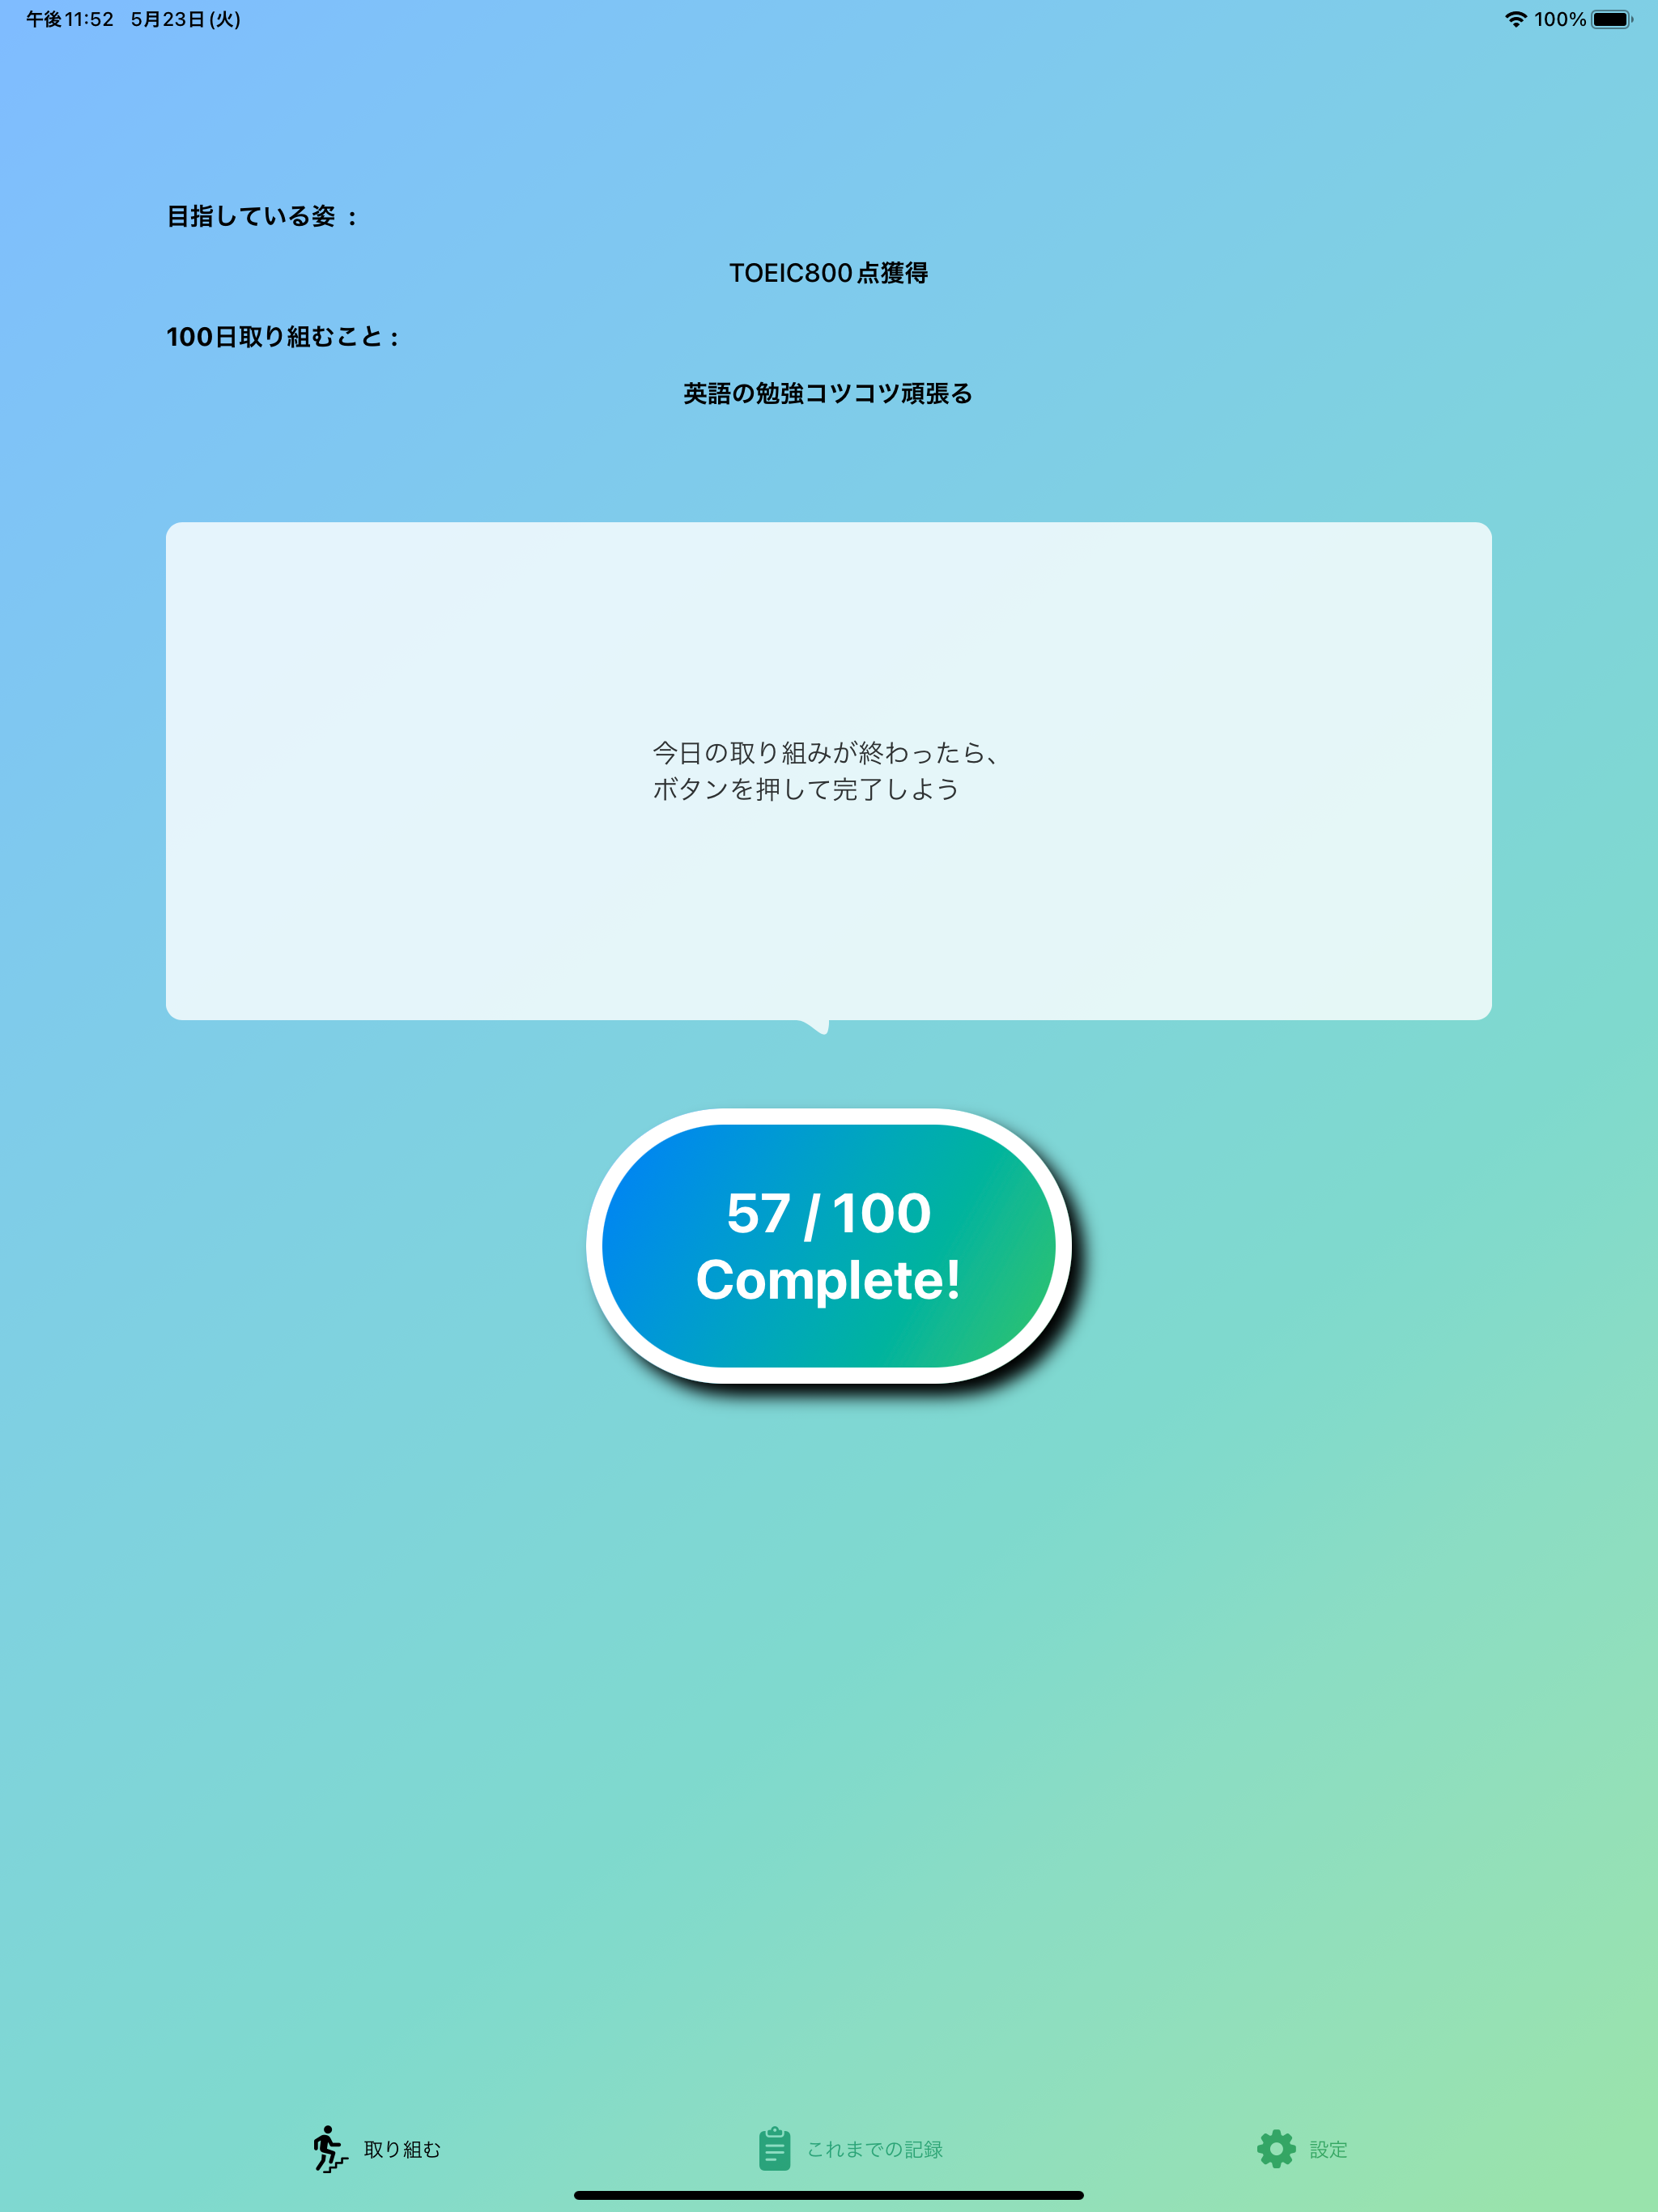 午後11:52 5月23日(火) 100%
目指している姿 :
TOEIC800点獲得
100日取り組むこと :
英語の勉強コツコツ頑張る
今日の取り組みが終わったら、
ボタンを押して完了しよう
57 / 100
Complete!
取り組む これまでの記録 設定